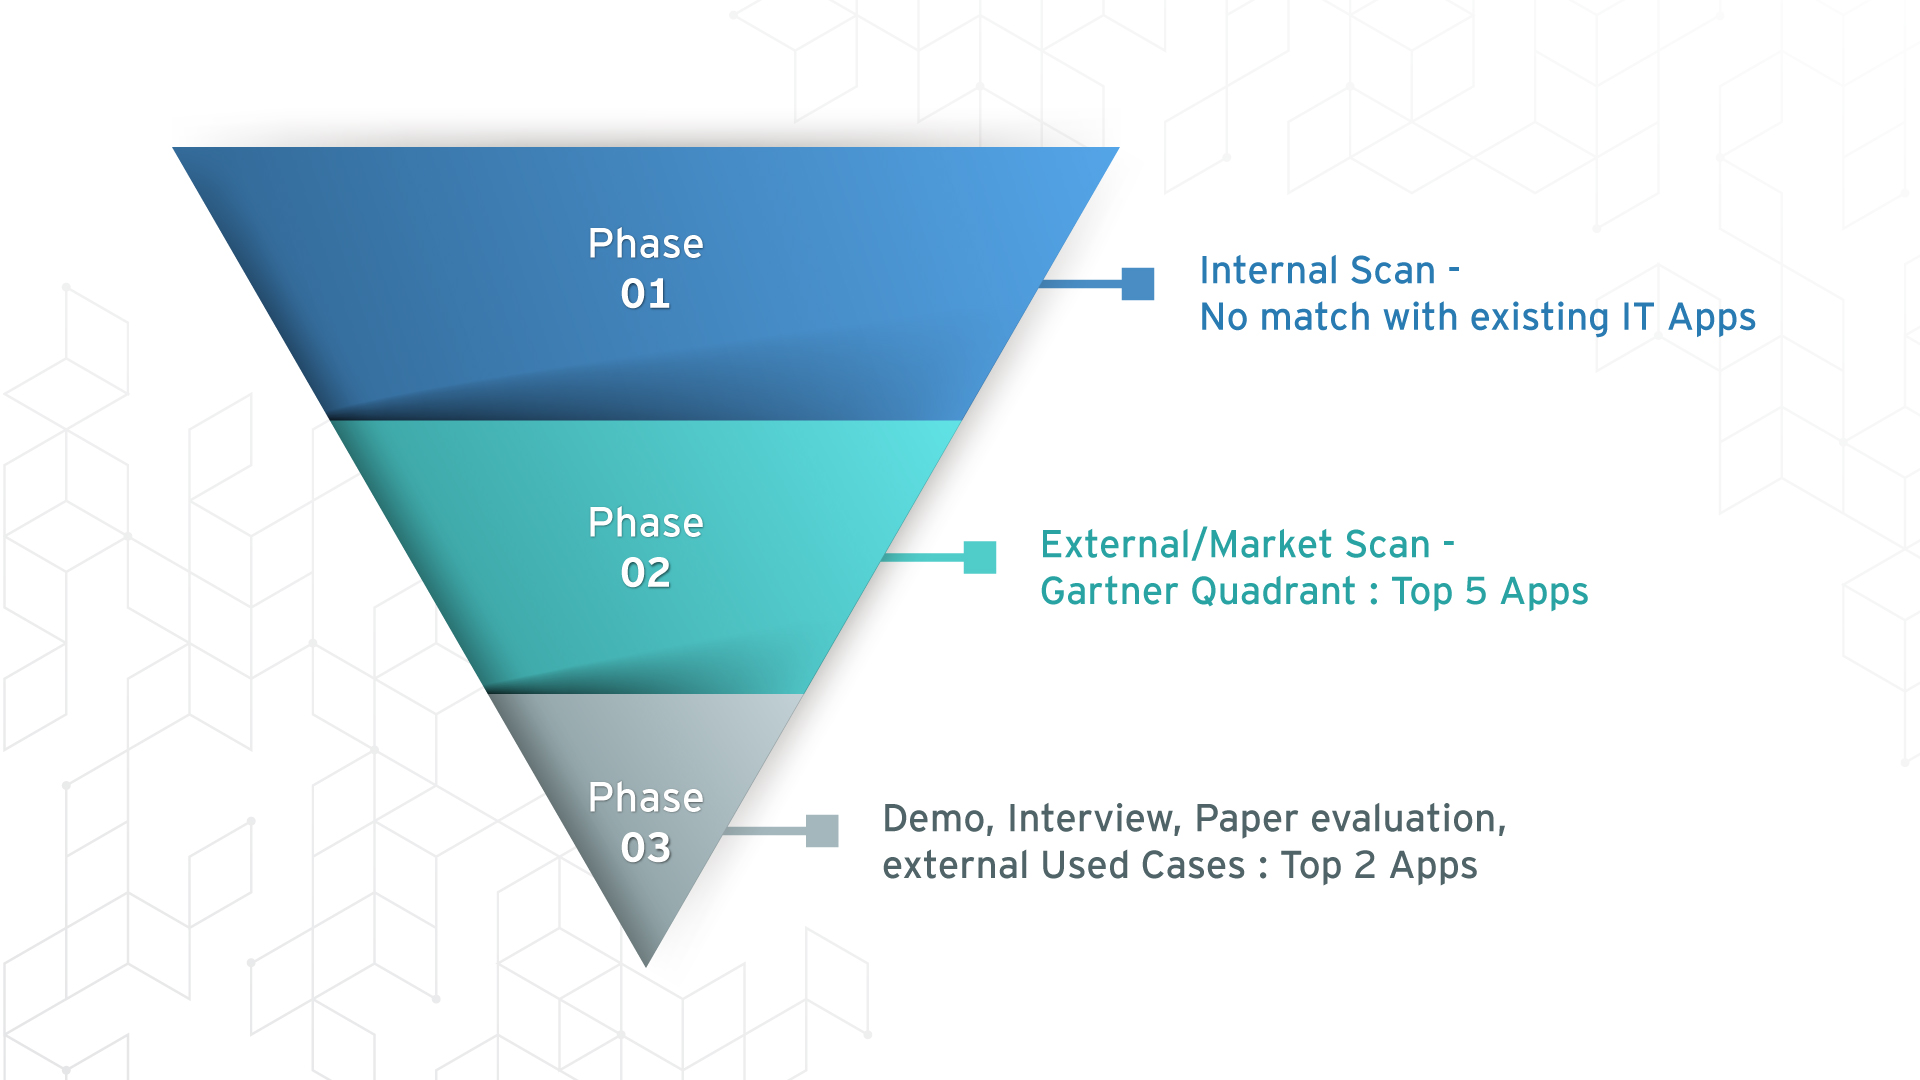 Phase
01
Internal Scan -
No match with existing IT Apps
Phase
02
External/Market Scan -
Gartner Quadrant : Top 5 Apps
Phase
03
Demo, Interview, Paper evaluation,
external Used Cases : Top 2 Apps